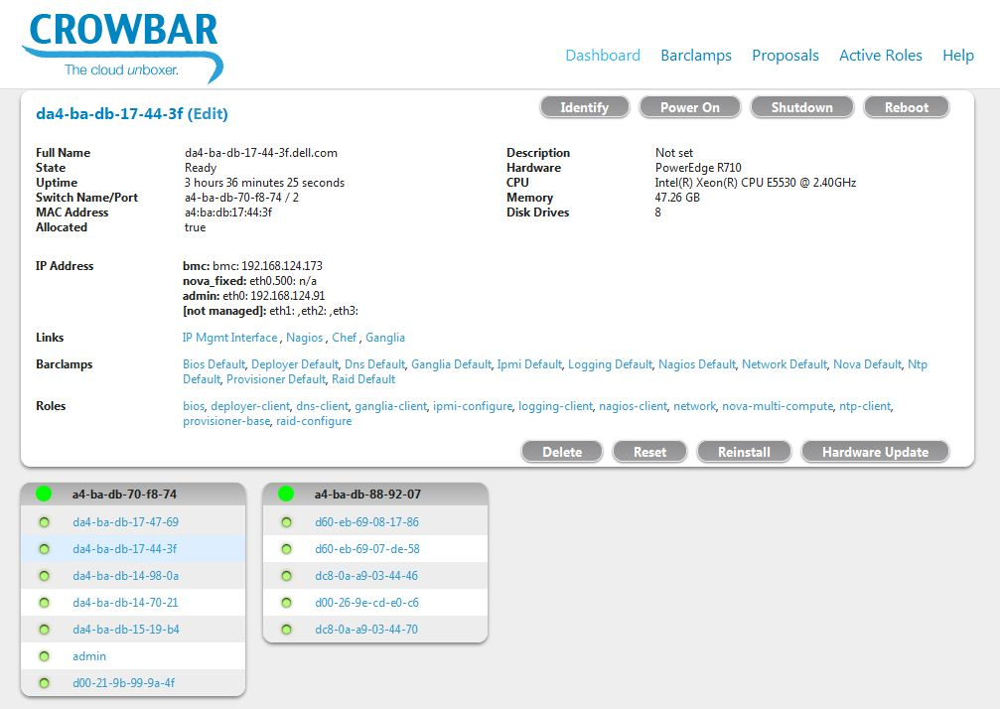 CROWBAR
The cloud unboxer.
Dashboard Barclamps Proposals Active Roles Help
da4-ba-db-17-44-3f (Edit) Identify Power On Shutdown Reboot
Full Name da4-ba-db-17-44-3f.dell.com Description Not set
State Ready Hardware PowerEdge R710
Uptime 3 hours 36 minutes 25 seconds CPU Intel(R) Xeon(R) CPU E5530 @ 2.40GHz
Switch Name/Port a4-ba-db-70-f8-74 / 2 Memory 47.26 GB
MAC Address a4:ba:db:17:44:3f Disk Drives 8
Allocated true
IP Address bmc: bmc: 192.168.124.173
nova_fixed: eth0.500: n/a
admin: eth0: 192.168.124.91
[not managed]: eth1: ,eth2: ,eth3:
Links IP Mgmt Interface , Nagios , Chef , Ganglia
Barclamps Bios Default, Deployer Default, Dns Default, Ganglia Default, Ipmi Default, Logging Default, Nagios Default, Network Default, Nova Default, Ntp
Default, Provisioner Default, Raid Default
Roles bios, deployer-client, dns-client, ganglia-client, ipmi-configure, logging-client, nagios-client, network, nova-multi-compute, ntp-client,
provisioner-base, raid-configure
Delete Reset Reinstall Hardware Update
a4-ba-db-70-f8-74
da4-ba-db-17-47-69
da4-ba-db-17-44-3f
da4-ba-db-14-98-0a
da4-ba-db-14-70-21
da4-ba-db-15-19-b4
admin
d00-21-9b-99-9a-4f
a4-ba-db-88-92-07
d60-eb-69-08-17-86
d60-eb-69-07-de-58
dc8-0a-a9-03-44-46
d00-26-9e-cd-e0-c6
dc8-0a-a9-03-44-70